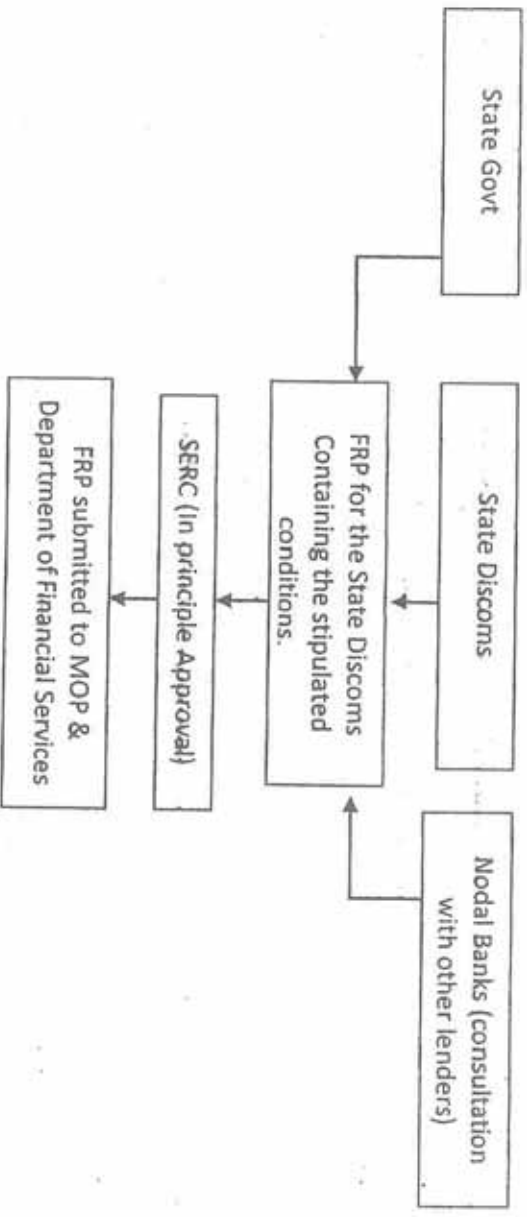 State Govt
State Discoms
Nodal Banks (consultation
with other lenders)
FRP for the State Discoms
Containing the stipulated
conditions.
SERC (In principle Approval)
FRP submitted to MOP &
Department of Financial Services